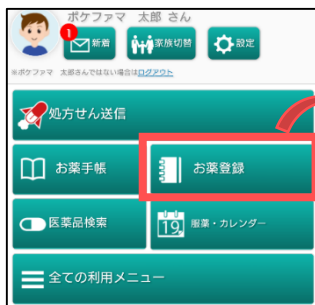 ポケファマ 太郎 さん
1 新着 家族切替 設定
※ポケファマ 太郎さんではない場合はログアウト
処方せん送信
お薬手帳 お薬登録
医薬品検索 19 服薬・カレンダー
全ての利用メニュー